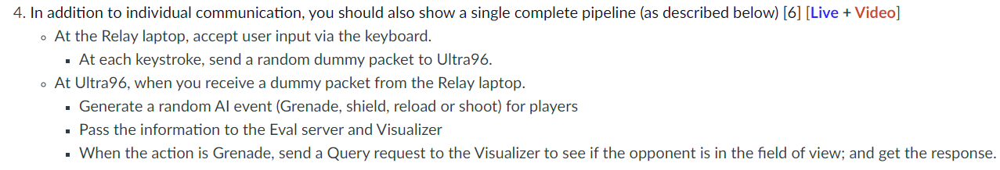 4. In addition to individual communication, you should also show a single complete pipeline (as described below) [6] [Live + Video]
◦ At the Relay laptop, accept user input via the keyboard.
▪ At each keystroke, send a random dummy packet to Ultra96.
◦ At Ultra96, when you receive a dummy packet from the Relay laptop.
▪ Generate a random AI event (Grenade, shield, reload or shoot) for players
▪ Pass the information to the Eval server and Visualizer
▪ When the action is Grenade, send a Query request to the Visualizer to see if the opponent is in the field of view; and get the response.